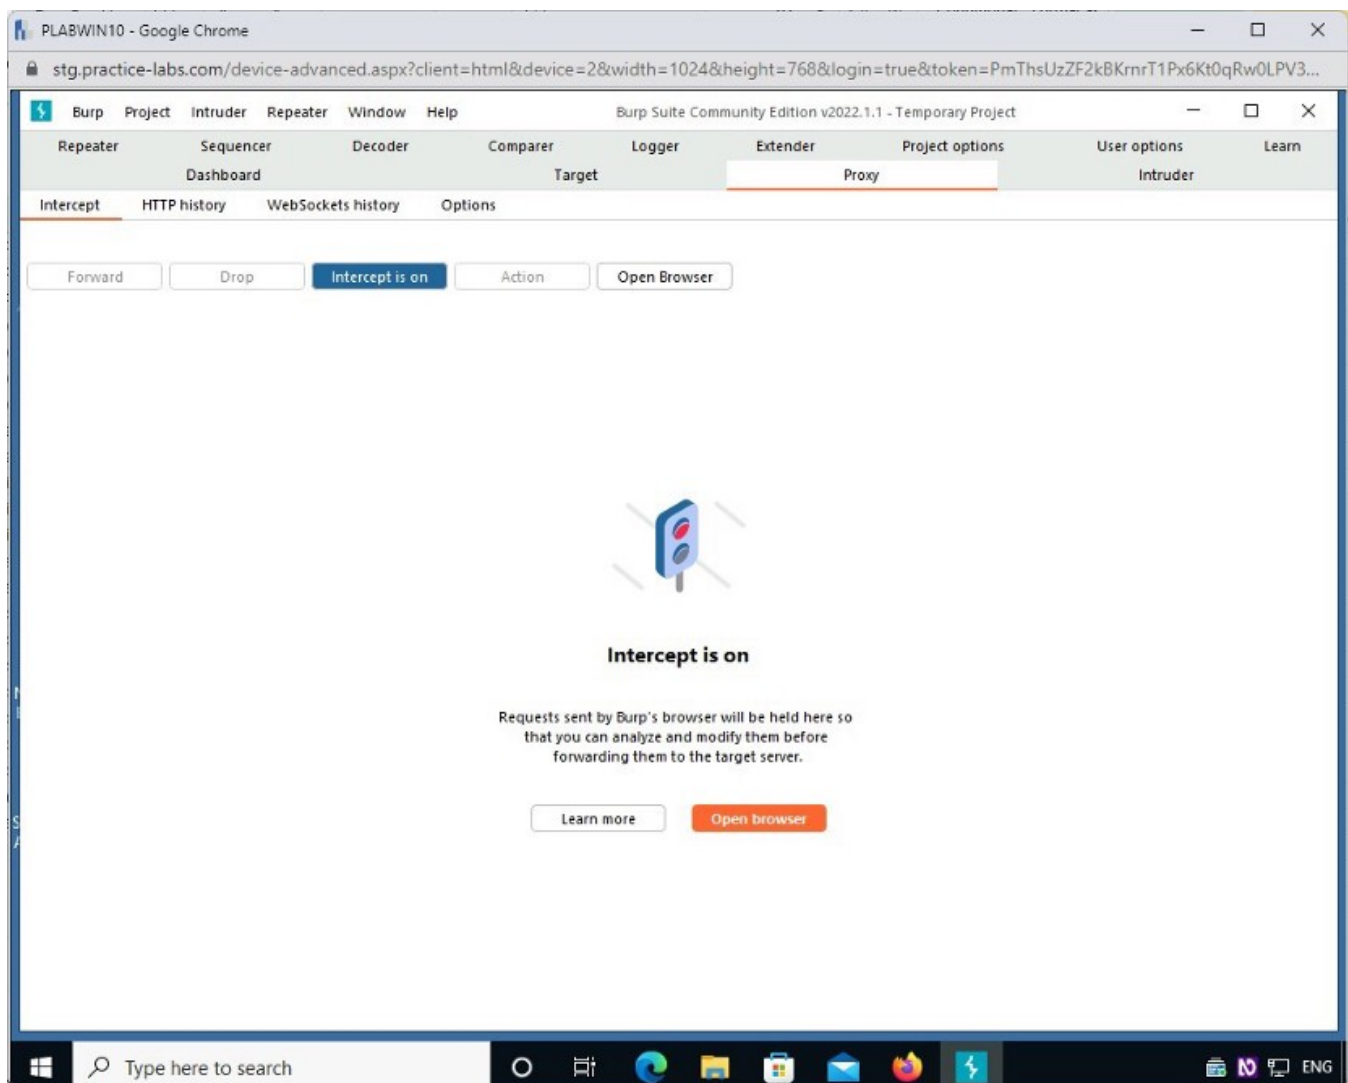 PLABWIN10 - Google Chrome
stg.practice-labs.com/device-advanced.aspx?client=html&device=2&width=1024&height=768&login=true&token=PmThsUzZF2kBKrnrT1Px6Kt0qRw0LPV3...
Burp Project Intruder Repeater Window Help Burp Suite Community Edition v2022.1.1 - Temporary Project
Repeater Sequencer Decoder Comparer Logger Extender Project options User options Learn
Dashboard Target Proxy Intruder
Intercept HTTP history WebSockets history Options
Forward Drop Intercept is on Action Open Browser
Intercept is on
Requests sent by Burp's browser will be held here so
that you can analyze and modify them before
forwarding them to the target server.
Learn more Open browser
Type here to search ENG